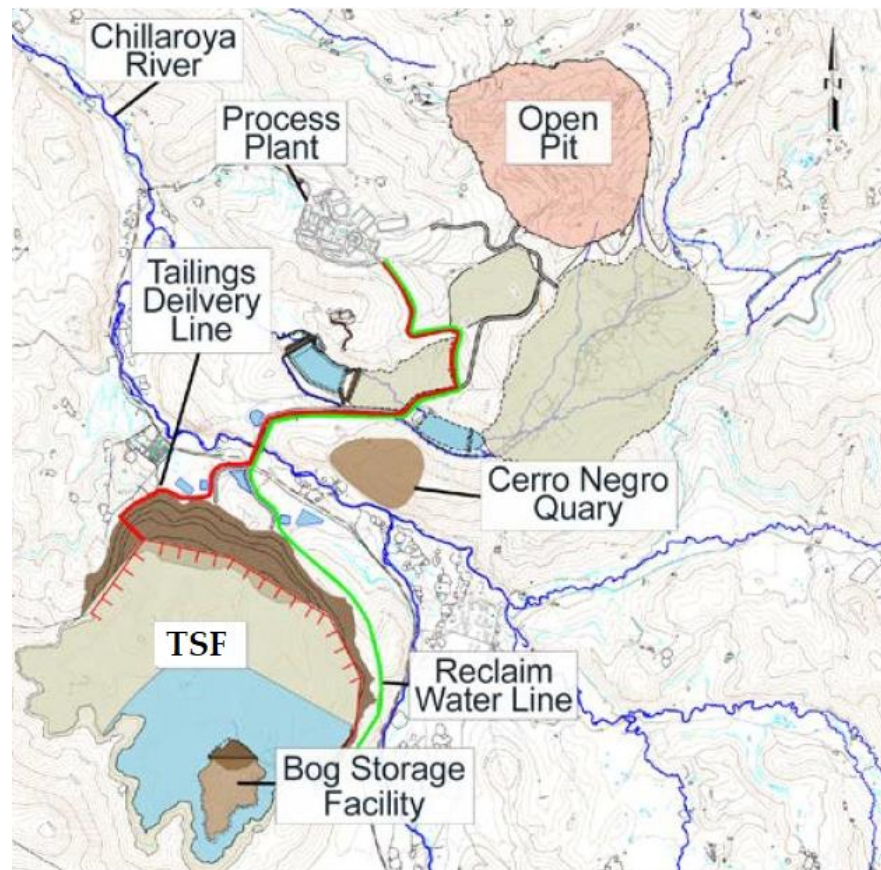 Chillaroya
River
Process
Plant
Open
Pit
Tailings
Deilvery
Line
Cerro Negro
Quary
TSF
Reclaim
Water Line
Bog Storage
Facility